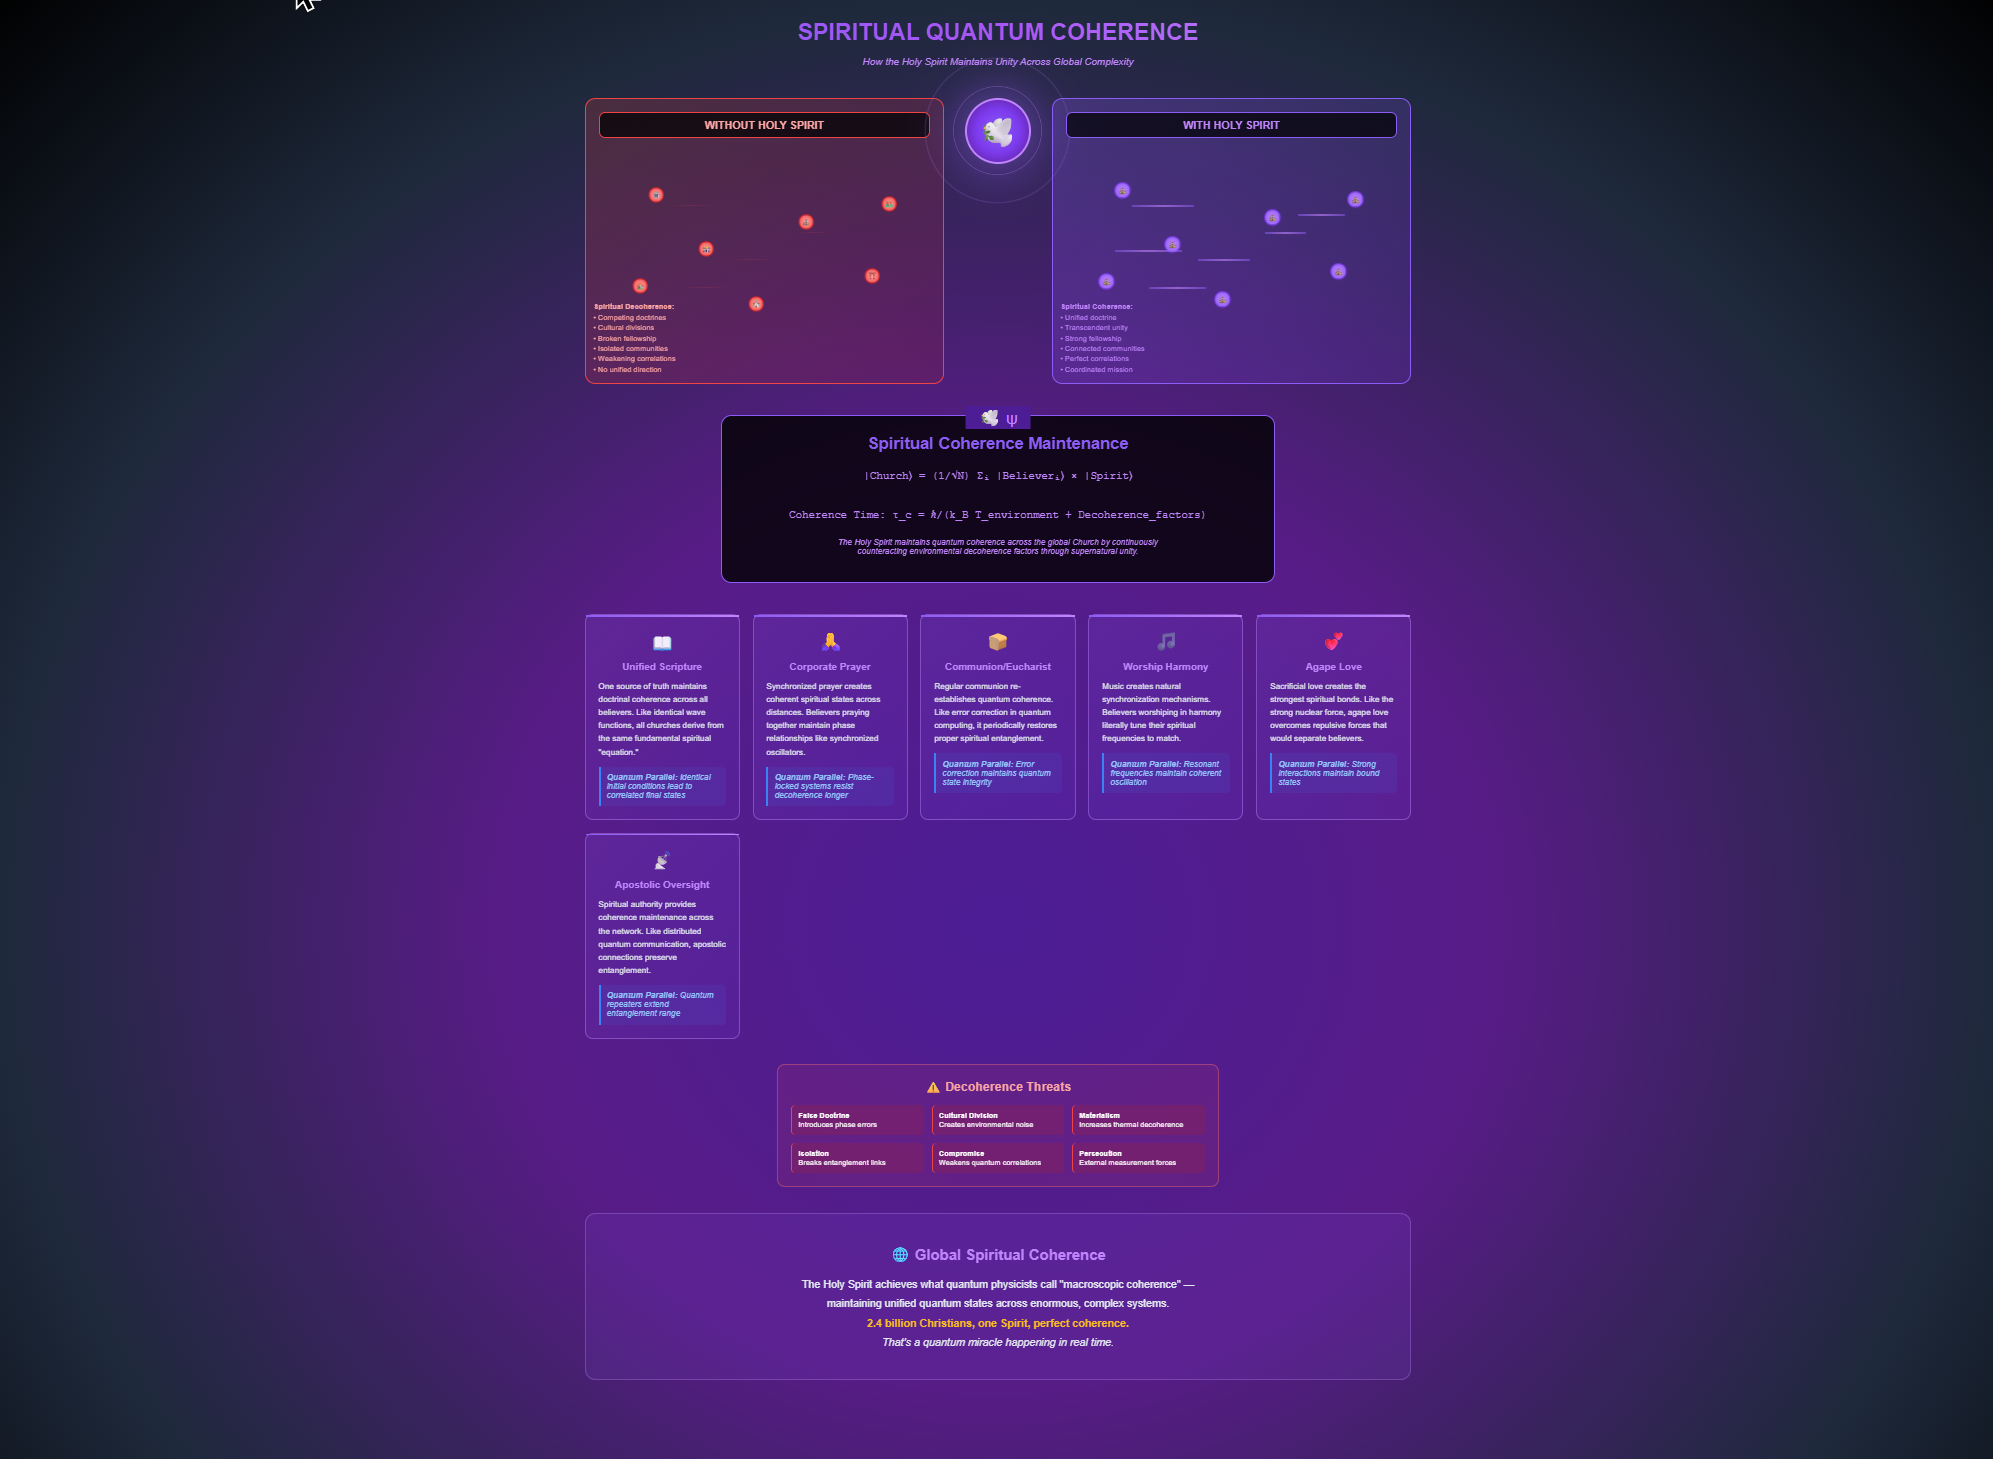 SPIRITUAL QUANTUM COHERENCE
How the Holy Spirit Maintains Unity Across Global Complexity
WITHOUT HOLY SPIRIT
Spiritual Decoherence:
• Competing doctrines
• Cultural divisions
• Broken fellowship
• Isolated communities
• Weakening correlations
• No unified direction
WITH HOLY SPIRIT
Spiritual Coherence:
• Unified doctrine
• Transcendent unity
• Strong fellowship
• Connected communities
• Perfect correlations
• Coordinated mission
ψ
Spiritual Coherence Maintenance
|Church⟩ = (1/√N) Σᵢ |Believerᵢ⟩ × |Spirit⟩
Coherence Time: τ_c = ℏ/(k_B T_environment + Decoherence_factors)
The Holy Spirit maintains quantum coherence across the global Church by continuously
counteracting environmental decoherence factors through supernatural unity.
Unified Scripture
One source of truth maintains
doctrinal coherence across all
believers. Like identical wave
functions, all churches derive from
the same fundamental spiritual
"equation."
Quantum Parallel: Identical
initial conditions lead to
correlated final states
Corporate Prayer
Synchronized prayer creates
coherent spiritual states across
distances. Believers praying
together maintain phase
relationships like synchronized
oscillators.
Quantum Parallel: Phase-
locked systems resist
decoherence longer
Communion/Eucharist
Regular communion re-
establishes quantum coherence.
Like error correction in quantum
computing, it periodically restores
proper spiritual entanglement.
Quantum Parallel: Error
correction maintains quantum
state integrity
Worship Harmony
Music creates natural
synchronization mechanisms.
Believers worshiping in harmony
literally tune their spiritual
frequencies to match.
Quantum Parallel: Resonant
frequencies maintain coherent
oscillation
Agape Love
Sacrificial love creates the
strongest spiritual bonds. Like the
strong nuclear force, agape love
overcomes repulsive forces that
would separate believers.
Quantum Parallel: Strong
interactions maintain bound
states
Apostolic Oversight
Spiritual authority provides
coherence maintenance across
the network. Like distributed
quantum communication, apostolic
connections preserve
entanglement.
Quantum Parallel: Quantum
repeaters extend
entanglement range
⚠️ Decoherence Threats
False Doctrine
Introduces phase errors
Cultural Division
Creates environmental noise
Materialism
Increases thermal decoherence
Isolation
Breaks entanglement links
Compromise
Weakens quantum correlations
Persecution
External measurement forces
🌐 Global Spiritual Coherence
The Holy Spirit achieves what quantum physicists call "macroscopic coherence" —
maintaining unified quantum states across enormous, complex systems.
2.4 billion Christians, one Spirit, perfect coherence.
That's a quantum miracle happening in real time.